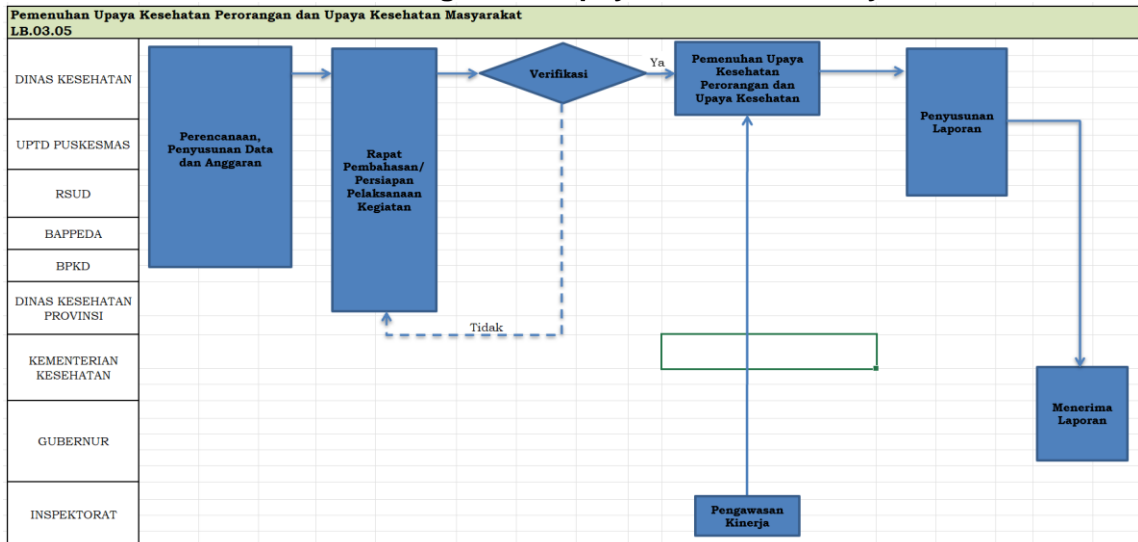 Pemenuhan Upaya Kesehatan Perorangan dan Upaya Kesehatan Masyarakat
LB.03.05
DINAS KESEHATAN
UPTD PUSKESMAS
RSUD
BAPPEDA
BPKD
DINAS KESEHATAN
PROVINSI
KEMENTERIAN
KESEHATAN
GUBERNUR
INSPEKTORAT
Perencanaan,
Penyusunan Data
dan Anggaran
Rapat
Pembahasan/
Persiapan
Pelaksanaan
Kegiatan
Verifikasi
Ya
Tidak
Pemenuhan Upaya
Kesehatan
Perorangan dan
Upaya Kesehatan
Penyusunan
Laporan
Menerima
Laporan
Pengawasan
Kinerja